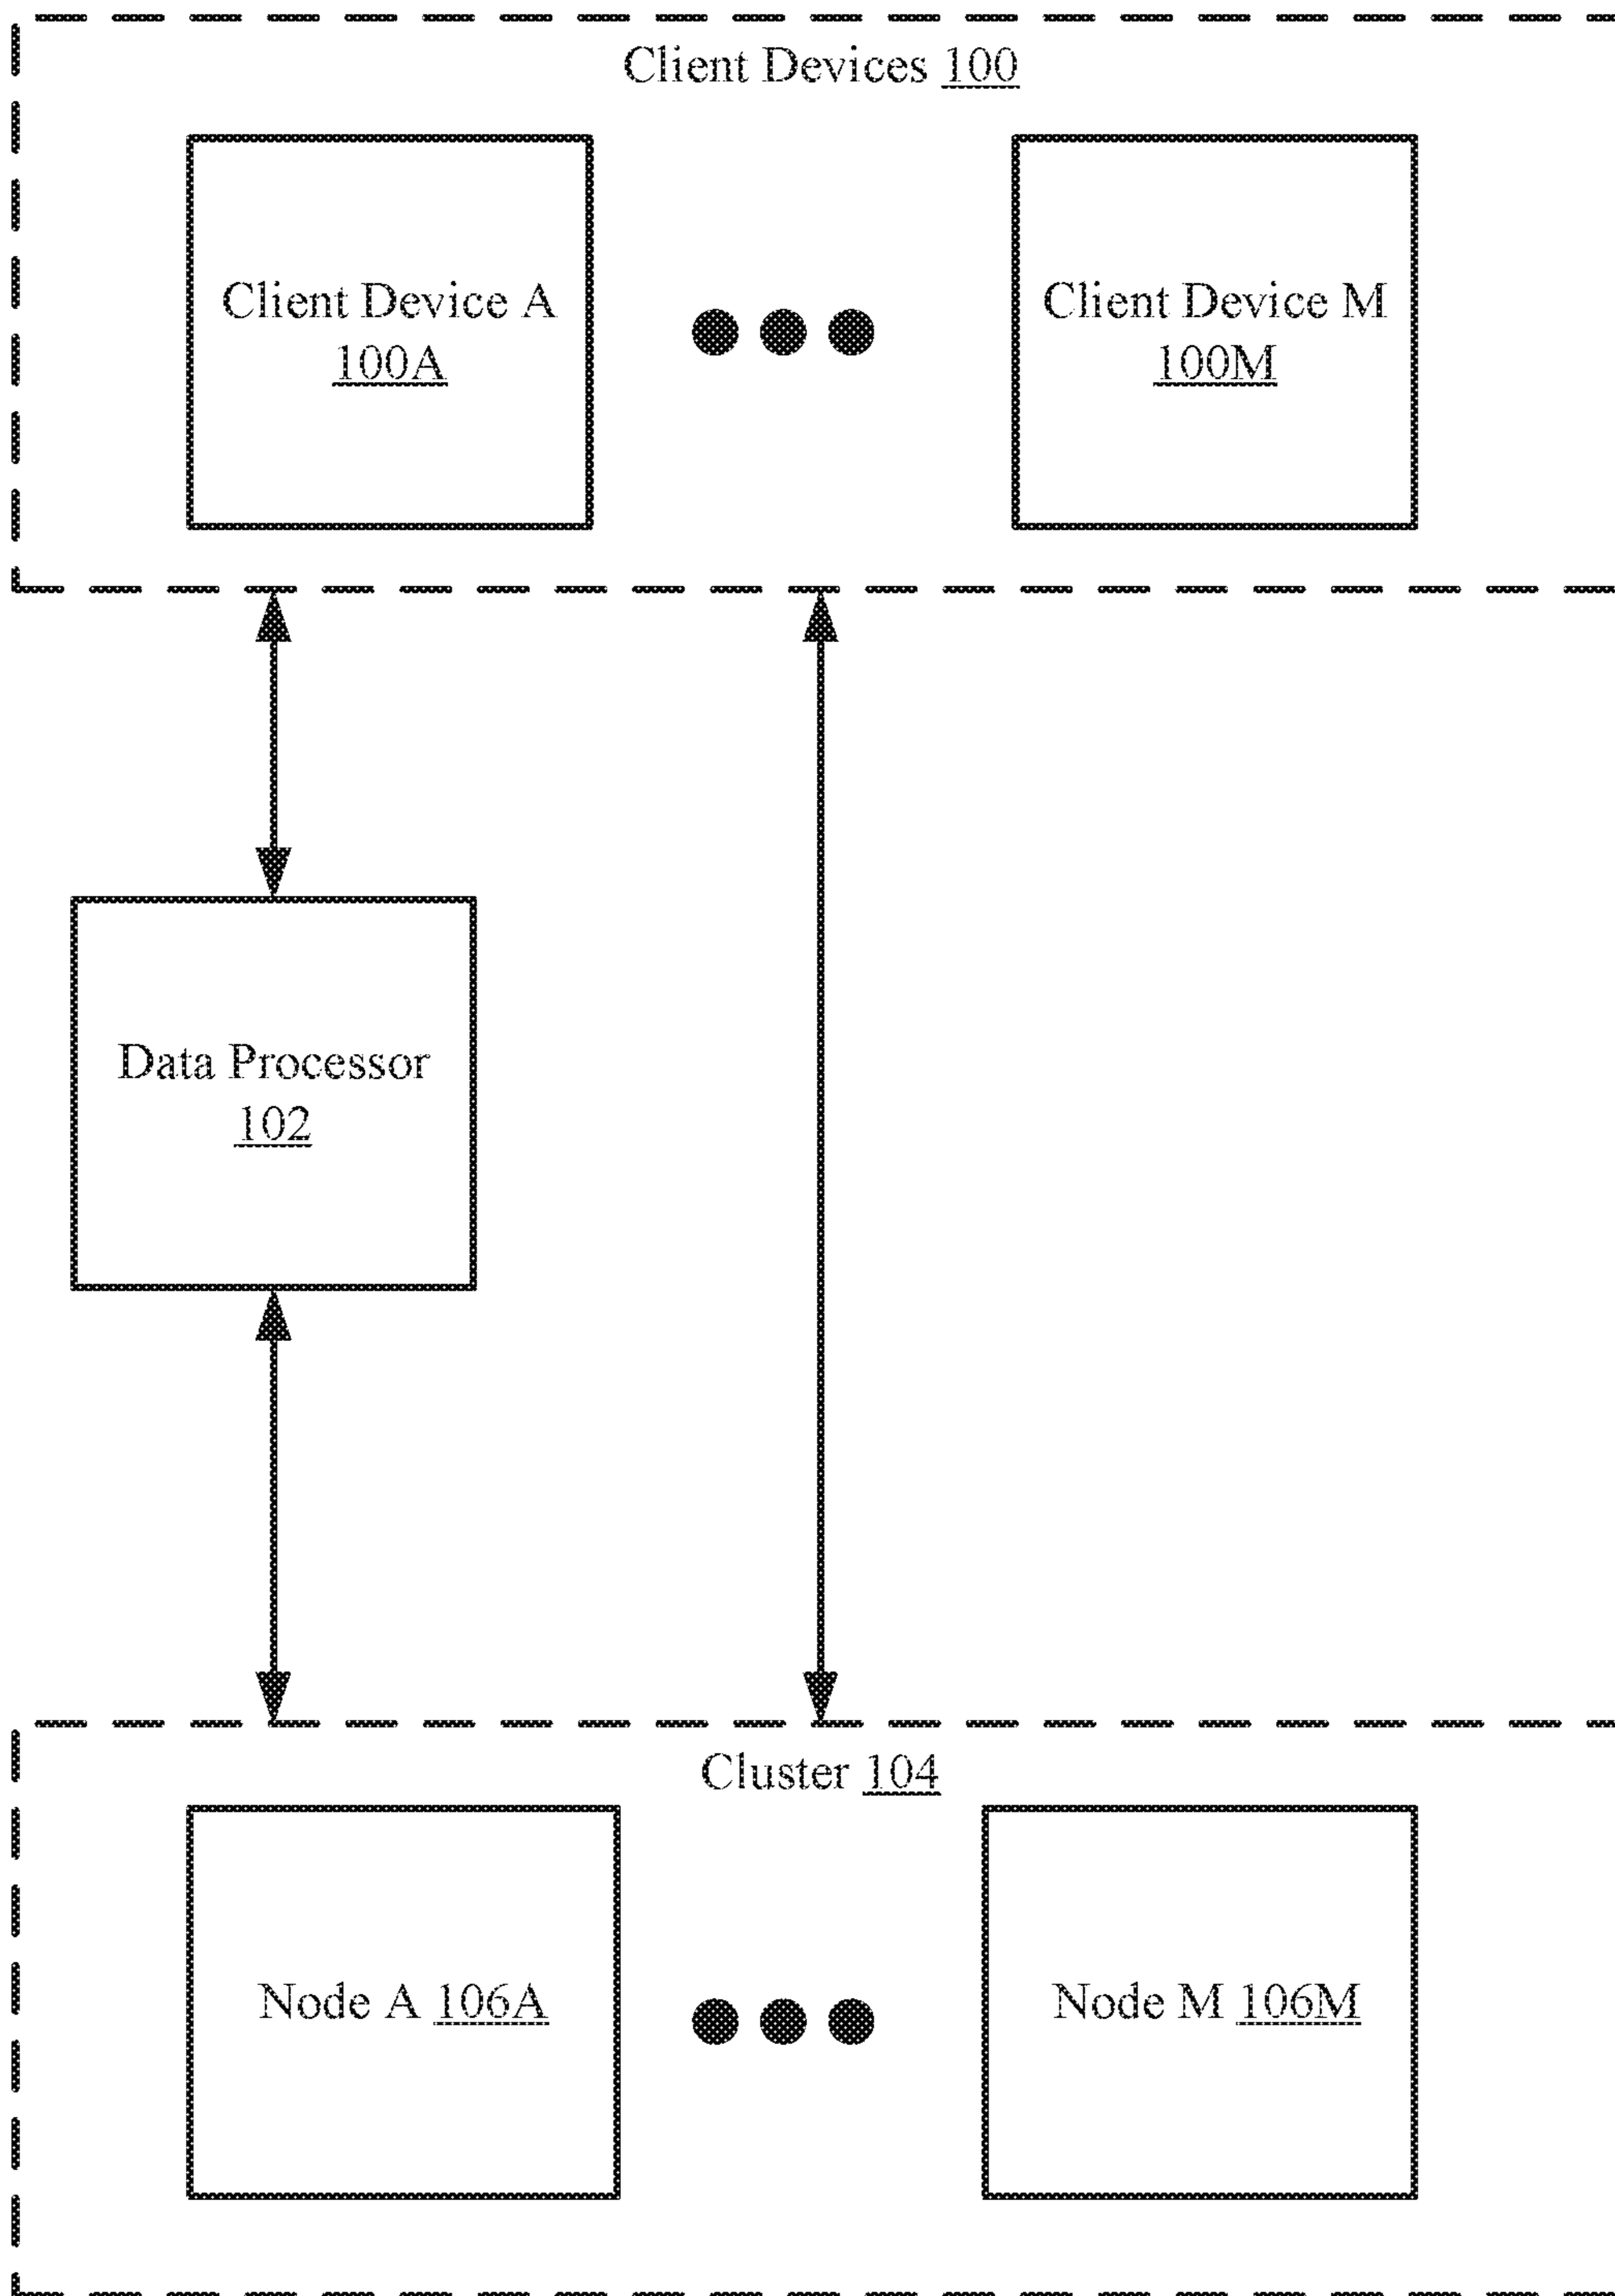 Client Devices 100
Client Device A
100A
Client Device M
100M
Data Processor
102
Cluster 104
Node A 106A
Node M 106M